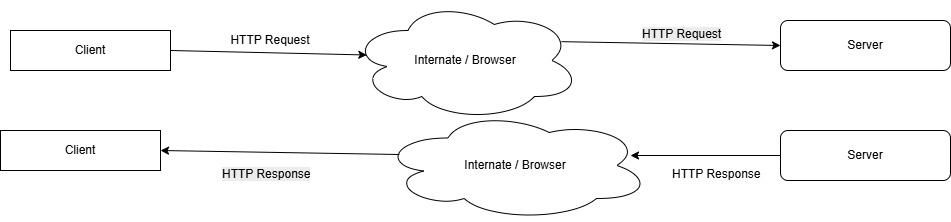 Client
HTTP Request
Internate / Browser
HTTP Request
Server
Client
HTTP Response
Internate / Browser
HTTP Response
Server